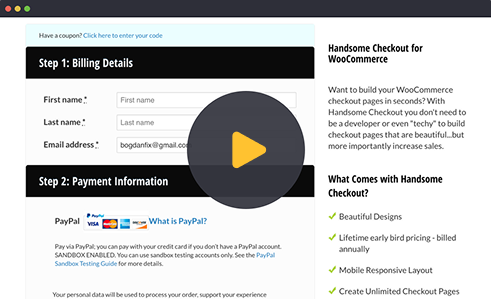 Have a coupon? Click here to enter your code
Step 1: Billing Details
First name *
First name
Last name *
Last name
Email address *
bogdanfix@gmail.com
Step 2: Payment Information
PayPal
PayPal
VISA
What is PayPal?
Pay via PayPal; you can pay with your credit card if you don't have a PayPal account.
SANDBOX ENABLED. You can use sandbox testing accounts only. See the PayPal
Sandbox Testing Guide for more details.
Your personal data will be used to process your order, support your experience
Handsome Checkout for
WooCommerce
Want to build your WooCommerce
checkout pages in seconds? With
Handsome Checkout you don't need to
be a developer or even "techy" to build
checkout pages that are beautiful...but
more importantly increase sales.
What Comes with Handsome
Checkout?
Beautiful Designs
Lifetime early bird pricing - billed
annually
Mobile Responsive Layout
Create Unlimited Checkout Pages